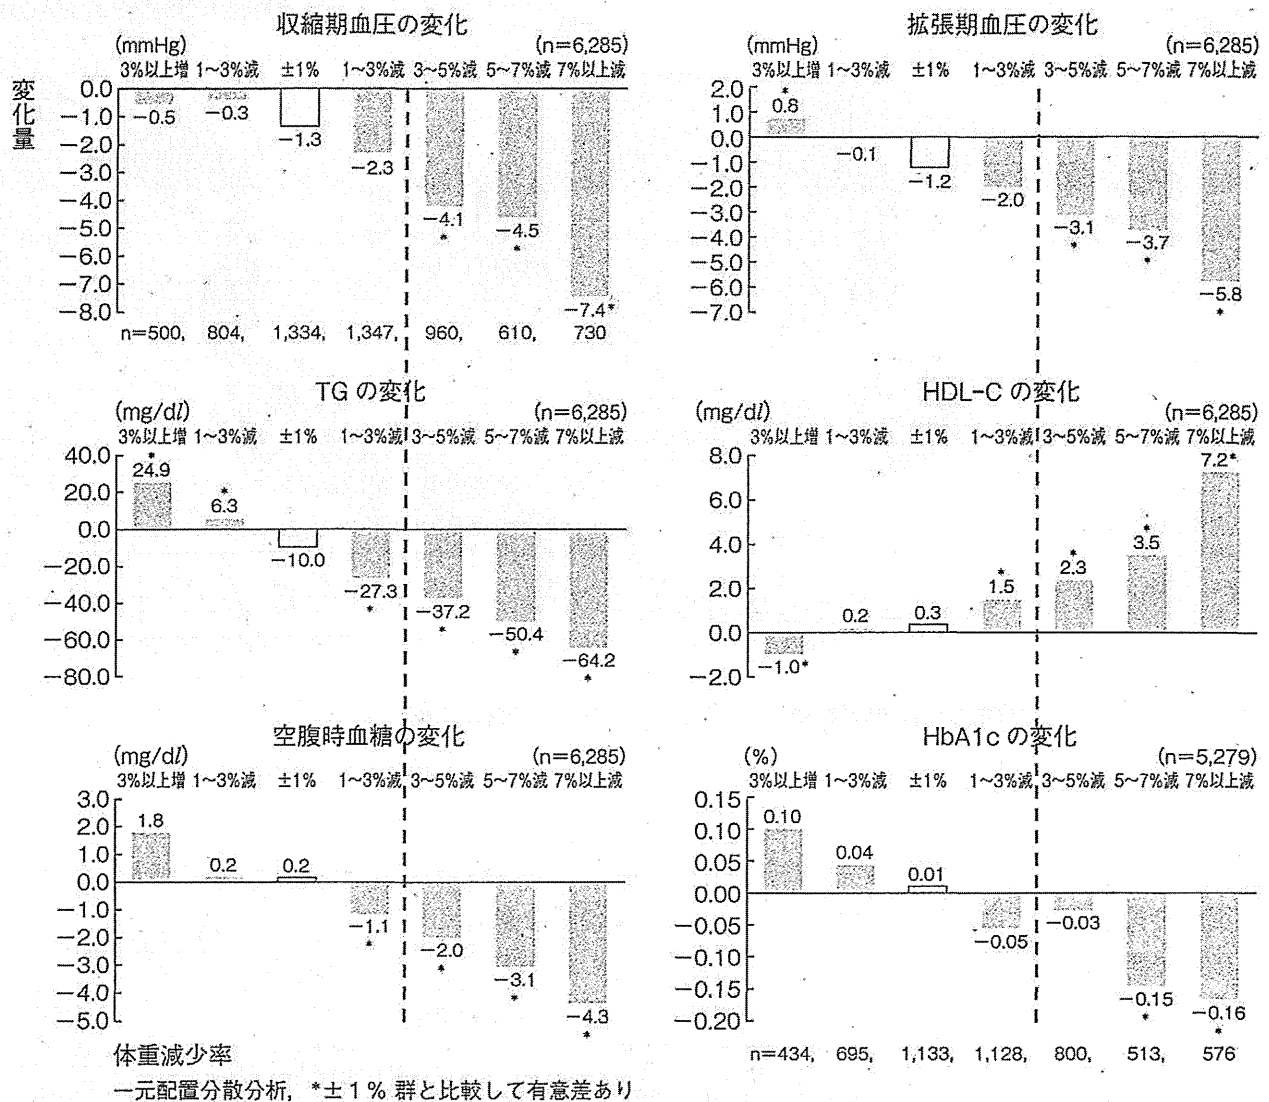 収縮期血圧の変化
(mmHg) (n=6,285)
3%以上増 1~3%減 ±1% 1~3%減 3~5%減 5~7%減 7%以上減
変化量
0.0
−1.0
−2.0
−3.0
−4.0
−5.0
−6.0
−7.0
−8.0
−0.5 −0.3 −1.3 −2.3 −4.1 * −4.5 * −7.4*
n=500, 804, 1,334, 1,347, 960, 610, 730
拡張期血圧の変化
(mmHg) (n=6,285)
3%以上増 1~3%減 ±1% 1~3%減 3~5%減 5~7%減 7%以上減
2.0
1.0
0.0
−1.0
−2.0
−3.0
−4.0
−5.0
−6.0
−7.0
* 0.8 −0.1 −1.2 −2.0 −3.1 * −3.7 * −5.8 *
TG の変化
(mg/dl) (n=6,285)
3%以上増 1~3%減 ±1% 1~3%減 3~5%減 5~7%減 7%以上減
40.0
20.0
0.0
−20.0
−40.0
−60.0
−80.0
* 24.9 * 6.3 −10.0 −27.3 * −37.2 * −50.4 * −64.2 *
HDL-C の変化
(mg/dl) (n=6,285)
3%以上増 1~3%減 ±1% 1~3%減 3~5%減 5~7%減 7%以上減
8.0
6.0
4.0
2.0
0.0
−2.0
−1.0* 0.2 0.3 * 1.5 * 2.3 * 3.5 7.2*
空腹時血糖の変化
(mg/dl) (n=6,285)
3%以上増 1~3%減 ±1% 1~3%減 3~5%減 5~7%減 7%以上減
3.0
2.0
1.0
0.0
−1.0
−2.0
−3.0
−4.0
−5.0
1.8 0.2 0.2 −1.1 * −2.0 * −3.1 * −4.3 *
HbA1c の変化
(%) (n=5,279)
3%以上増 1~3%減 ±1% 1~3%減 3~5%減 5~7%減 7%以上減
0.15
0.10
0.05
0.00
−0.05
−0.10
−0.15
−0.20
0.10 0.04 0.01 −0.05 −0.03 −0.15 * −0.16 *
n=434, 695, 1,133, 1,128, 800, 513, 576
体重減少率
一元配置分散分析, *±1% 群と比較して有意差あり